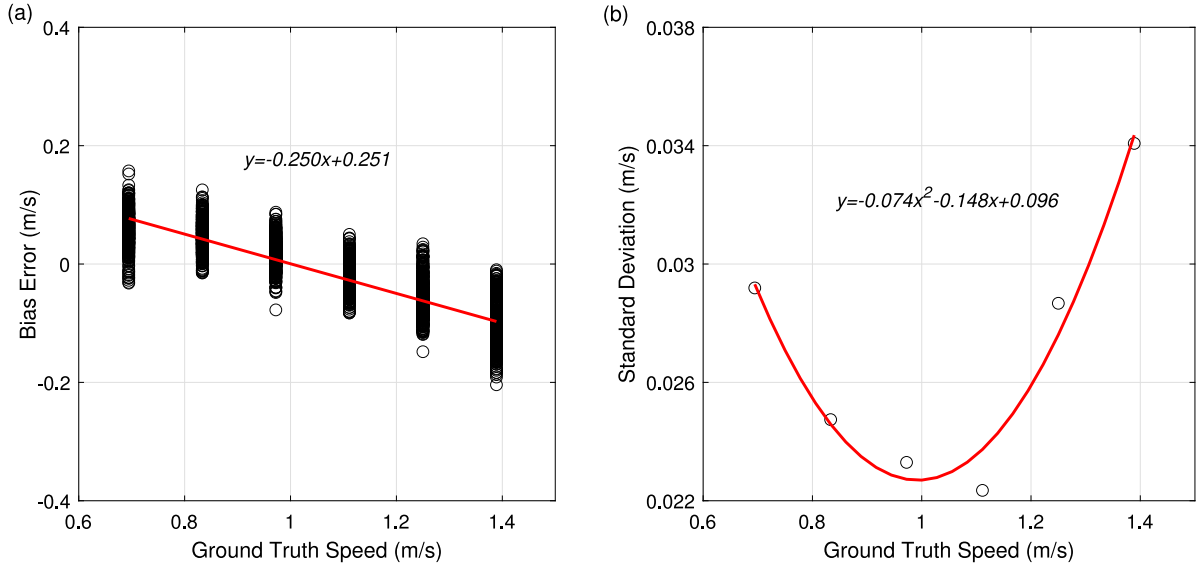 (a)
0.4
0.2
0
-0.2
-0.4
Bias Error (m/s)
y=-0.250x+0.251
0.6 0.8 1 1.2 1.4
Ground Truth Speed (m/s)
(b)
0.038
0.034
0.03
0.026
0.022
Standard Deviation (m/s)
y=-0.074x²-0.148x+0.096
0.6 0.8 1 1.2 1.4
Ground Truth Speed (m/s)